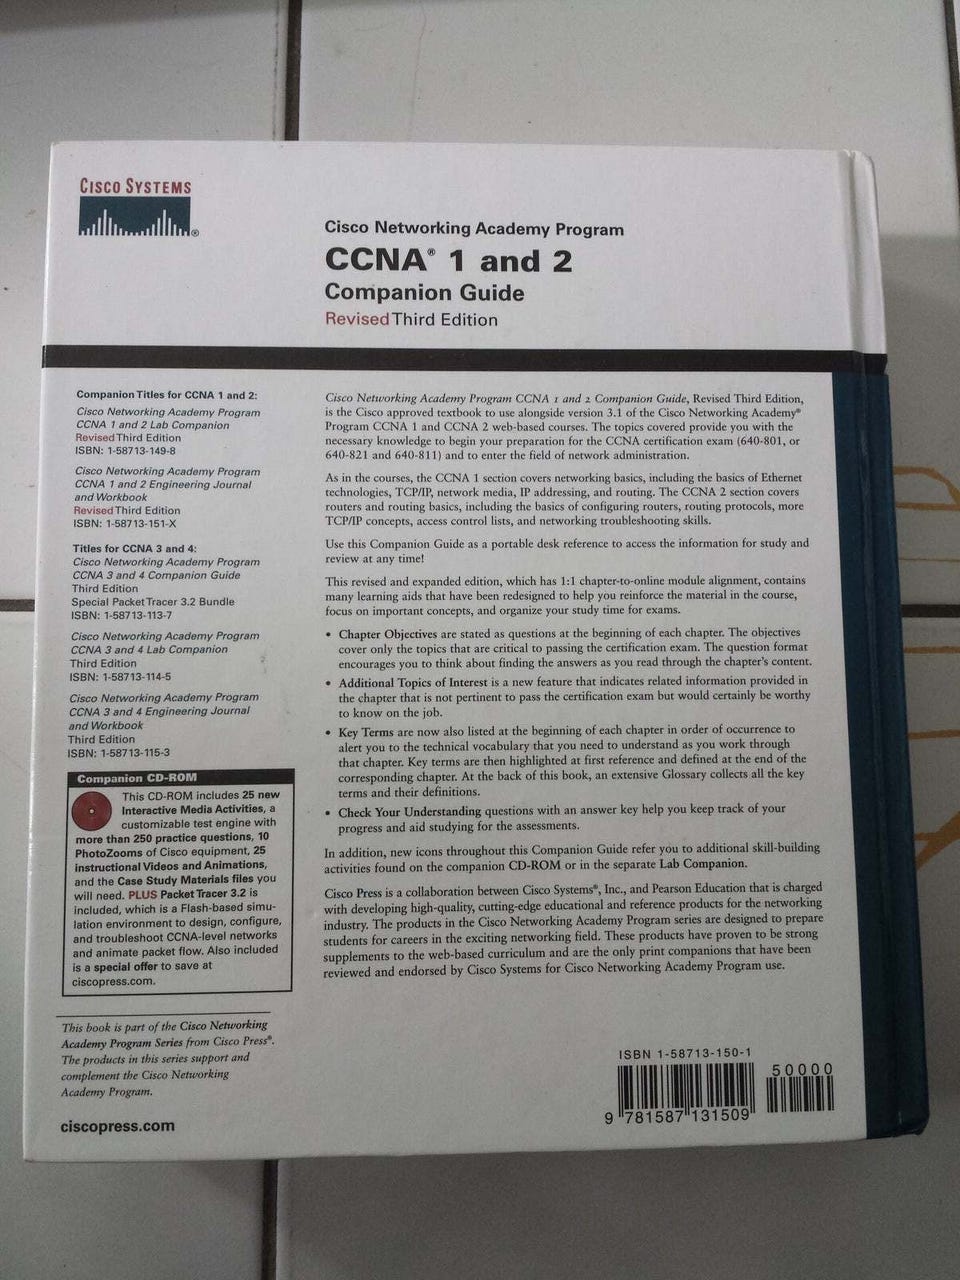 CISCO SYSTEMS
®
Cisco Networking Academy Program
CCNA® 1 and 2
Companion Guide
Revised Third Edition
Companion Titles for CCNA 1 and 2:
Cisco Networking Academy Program
CCNA 1 and 2 Lab Companion
Revised Third Edition
ISBN: 1-58713-149-8
Cisco Networking Academy Program
CCNA 1 and 2 Engineering Journal
and Workbook
Revised Third Edition
ISBN: 1-58713-151-X
Titles for CCNA 3 and 4:
Cisco Networking Academy Program
CCNA 3 and 4 Companion Guide
Third Edition
Special Packet Tracer 3.2 Bundle
ISBN: 1-58713-113-7
Cisco Networking Academy Program
CCNA 3 and 4 Lab Companion
Third Edition
ISBN: 1-58713-114-5
Cisco Networking Academy Program
CCNA 3 and 4 Engineering Journal
and Workbook
Third Edition
ISBN: 1-58713-115-3
Companion CD-ROM
This CD-ROM includes 25 new
Interactive Media Activities, a
customizable test engine with
more than 250 practice questions, 10
PhotoZooms of Cisco equipment, 25
instructional Videos and Animations,
and the Case Study Materials files you
will need. PLUS Packet Tracer 3.2 is
included, which is a Flash-based simu-
lation environment to design, configure,
and troubleshoot CCNA-level networks
and animate packet flow. Also included
is a special offer to save at
ciscopress.com.
This book is part of the Cisco Networking
Academy Program Series from Cisco Press®.
The products in this series support and
complement the Cisco Networking
Academy Program.
ciscopress.com
Cisco Networking Academy Program CCNA 1 and 2 Companion Guide, Revised Third Edition,
is the Cisco approved textbook to use alongside version 3.1 of the Cisco Networking Academy®
Program CCNA 1 and CCNA 2 web-based courses. The topics covered provide you with the
necessary knowledge to begin your preparation for the CCNA certification exam (640-801, or
640-821 and 640-811) and to enter the field of network administration.
As in the courses, the CCNA 1 section covers networking basics, including the basics of Ethernet
technologies, TCP/IP, network media, IP addressing, and routing. The CCNA 2 section covers
routers and routing basics, including the basics of configuring routers, routing protocols, more
TCP/IP concepts, access control lists, and networking troubleshooting skills.
Use this Companion Guide as a portable desk reference to access the information for study and
review at any time!
This revised and expanded edition, which has 1:1 chapter-to-online module alignment, contains
many learning aids that have been redesigned to help you reinforce the material in the course,
focus on important concepts, and organize your study time for exams.
• Chapter Objectives are stated as questions at the beginning of each chapter. The objectives
cover only the topics that are critical to passing the certification exam. The question format
encourages you to think about finding the answers as you read through the chapter's content.
• Additional Topics of Interest is a new feature that indicates related information provided in
the chapter that is not pertinent to pass the certification exam but would certainly be worthy
to know on the job.
• Key Terms are now also listed at the beginning of each chapter in order of occurrence to
alert you to the technical vocabulary that you need to understand as you work through
that chapter. Key terms are then highlighted at first reference and defined at the end of the
corresponding chapter. At the back of this book, an extensive Glossary collects all the key
terms and their definitions.
• Check Your Understanding questions with an answer key help you keep track of your
progress and aid studying for the assessments.
In addition, new icons throughout this Companion Guide refer you to additional skill-building
activities found on the companion CD-ROM or in the separate Lab Companion.
Cisco Press is a collaboration between Cisco Systems®, Inc., and Pearson Education that is charged
with developing high-quality, cutting-edge educational and reference products for the networking
industry. The products in the Cisco Networking Academy Program series are designed to prepare
students for careers in the exciting networking field. These products have proven to be strong
supplements to the web-based curriculum and are the only print companions that have been
reviewed and endorsed by Cisco Systems for Cisco Networking Academy Program use.
ISBN 1-58713-150-1
50000
9 781587 131509